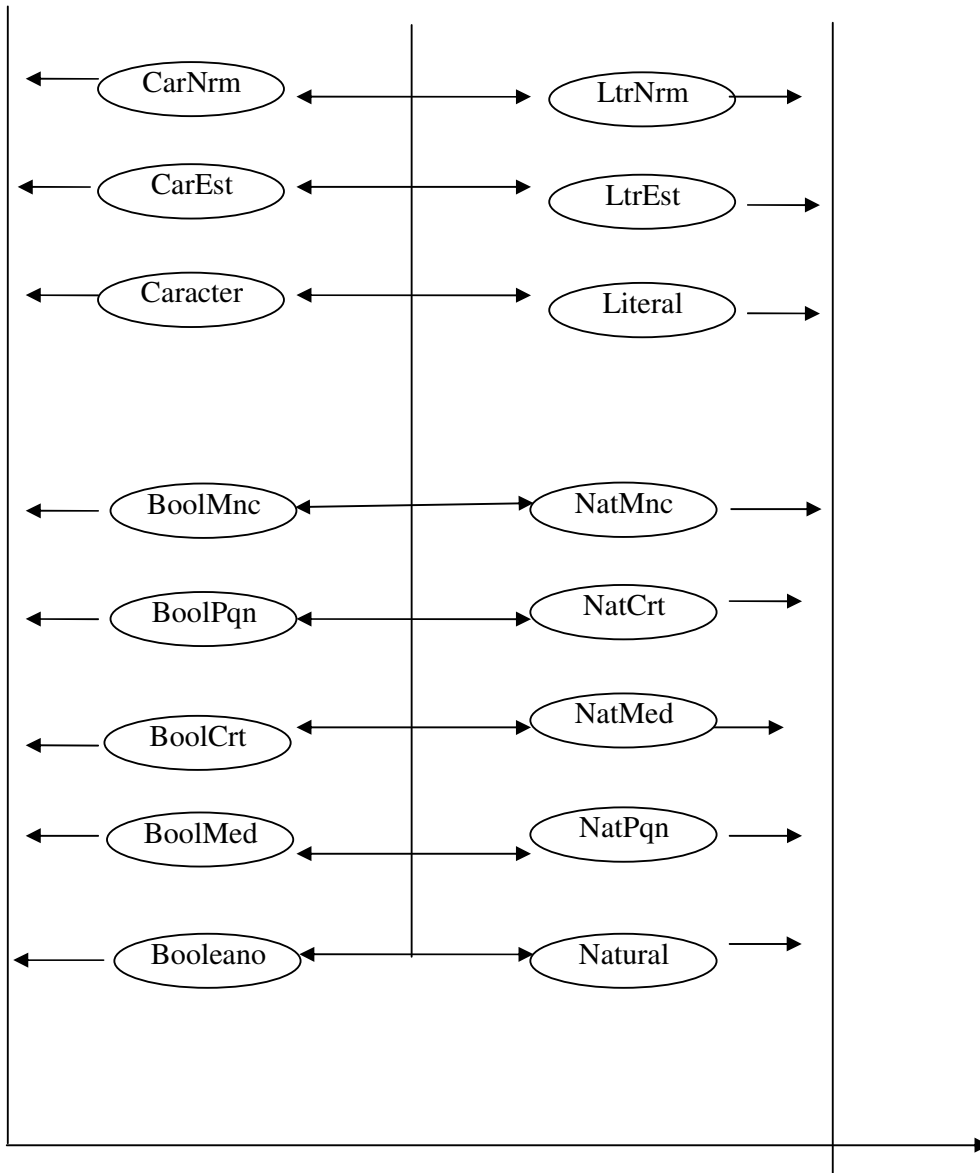 CarNrm
LtrNrm
CarEst
LtrEst
Caracter
Literal
BoolMnc
NatMnc
BoolPqn
NatCrt
BoolCrt
NatMed
BoolMed
NatPqn
Booleano
Natural